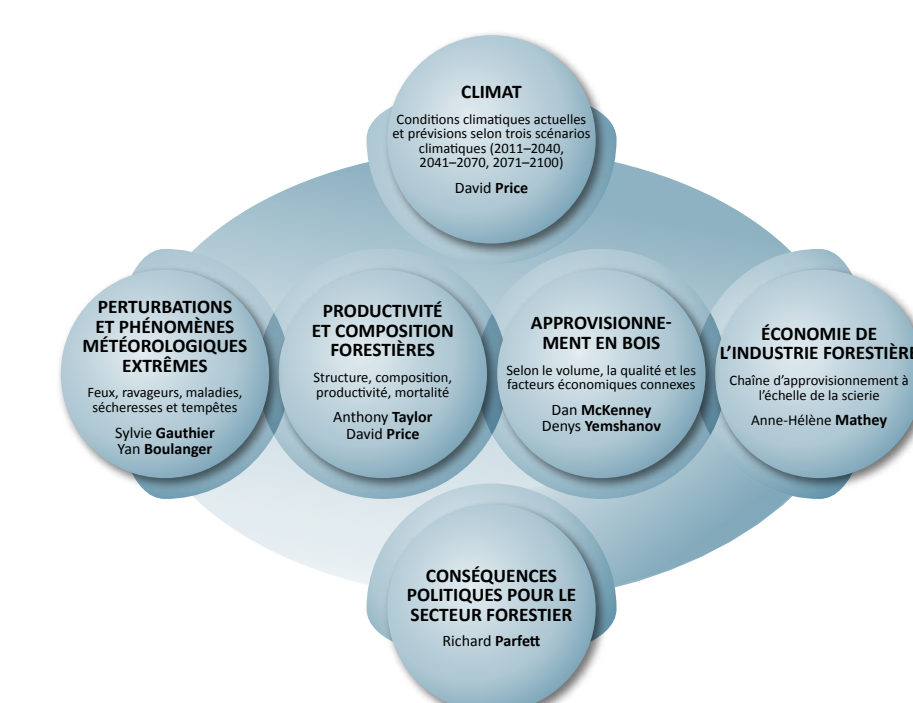 CLIMAT
Conditions climatiques actuelles
et prévisions selon trois scénarios
climatiques (2011–2040,
2041–2070, 2071–2100)
David Price
PERTURBATIONS
ET PHÉNOMÈNES
MÉTÉOROLOGIQUES
EXTRÊMES
Feux, ravageurs, maladies,
sécheresses et tempêtes
Sylvie Gauthier
Yan Boulanger
PRODUCTIVITÉ
ET COMPOSITION
FORESTIÈRES
Structure, composition,
productivité, mortalité
Anthony Taylor
David Price
APPROVISIONNE-
MENT EN BOIS
Selon le volume, la qualité et les
facteurs économiques connexes
Dan McKenney
Denys Yemshanov
ÉCONOMIE DE
L'INDUSTRIE FORESTIÈRE
Chaîne d'approvisionnement à
l'échelle de la scierie
Anne-Hélène Mathey
CONSÉQUENCES
POLITIQUES POUR LE
SECTEUR FORESTIER
Richard Parfett